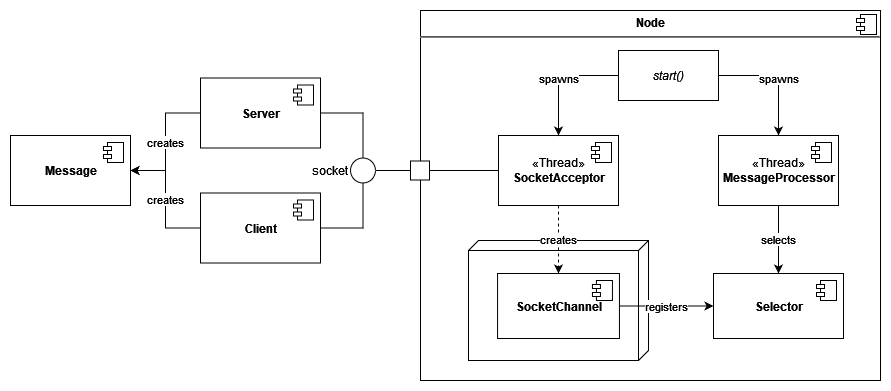 Node
start()
spawns
spawns
Server
creates
Message
socket
«Thread»
SocketAcceptor
«Thread»
MessageProcessor
creates
Client
creates
selects
SocketChannel
registers
Selector